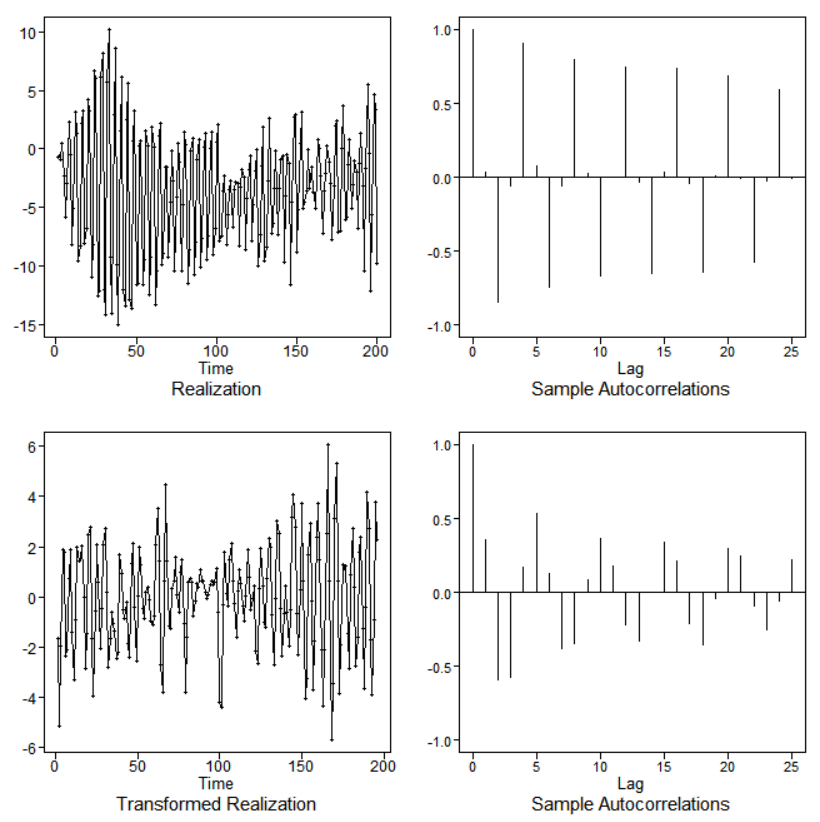 10
5
0
-5
-10
-15
0 50 100 150 200
Time
Realization
1.0
0.5
0.0
-0.5
-1.0
0 5 10 15 20 25
Lag
Sample Autocorrelations
6
4
2
0
-2
-4
-6
0 50 100 150 200
Time
Transformed Realization
1.0
0.5
0.0
-0.5
-1.0
0 5 10 15 20 25
Lag
Sample Autocorrelations